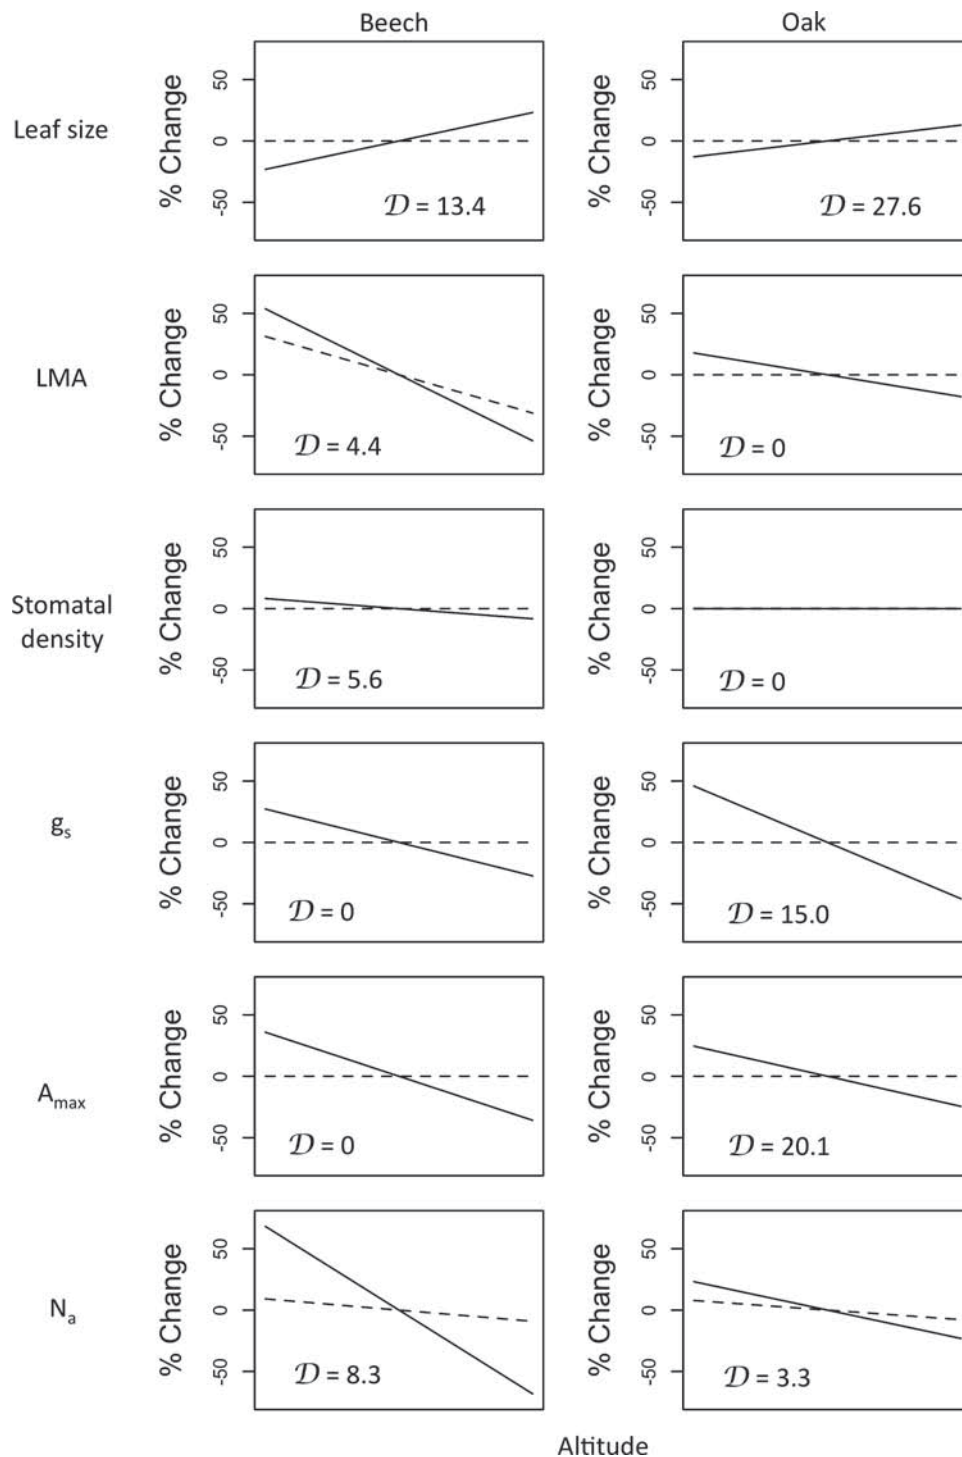 Beech Oak
Leaf size
% Change
50
0
-50
𝒟 = 13.4
% Change
50
0
-50
𝒟 = 27.6
LMA
% Change
50
0
-50
𝒟 = 4.4
% Change
50
0
-50
𝒟 = 0
Stomatal
density
% Change
50
0
-50
𝒟 = 5.6
% Change
50
0
-50
𝒟 = 0
gₛ
% Change
50
0
-50
𝒟 = 0
% Change
50
0
-50
𝒟 = 15.0
Aₘₐₓ
% Change
50
0
-50
𝒟 = 0
% Change
50
0
-50
𝒟 = 20.1
Nₐ
% Change
50
0
-50
𝒟 = 8.3
% Change
50
0
-50
𝒟 = 3.3
Altitude